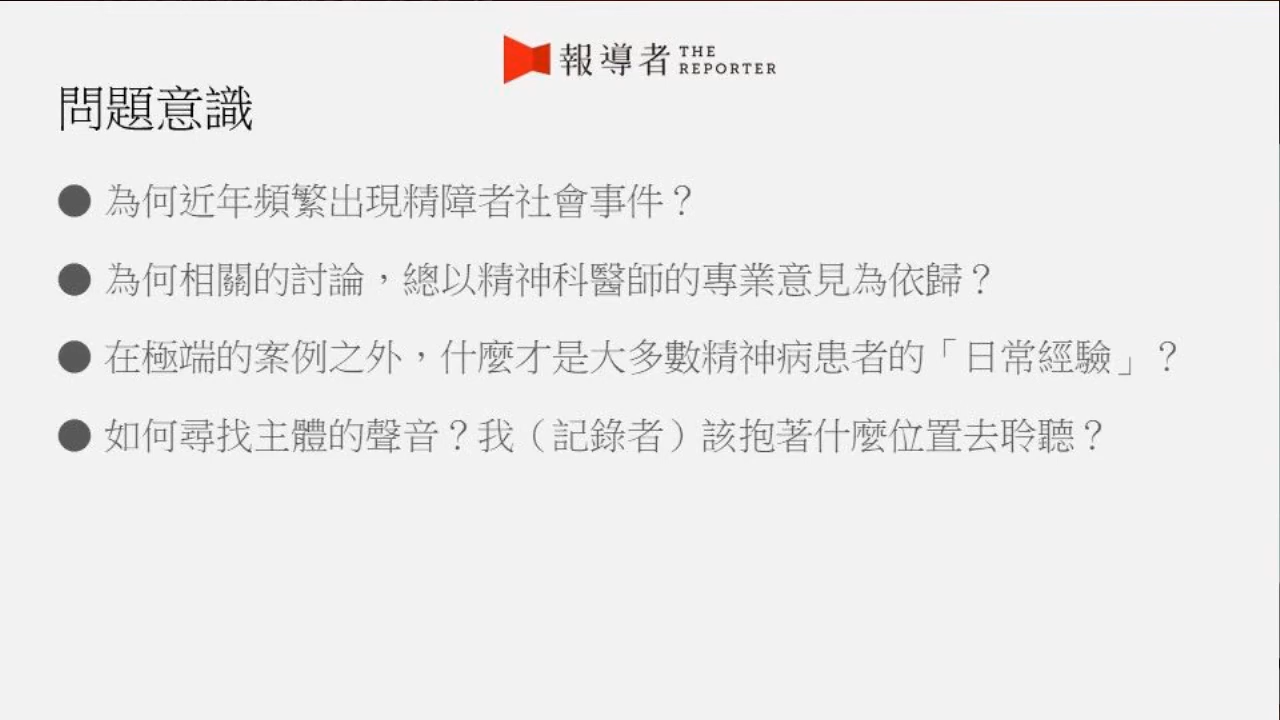 報導者 THE REPORTER
問題意識
● 為何近年頻繁出現精障者社會事件？
● 為何相關的討論，總以精神科醫師的專業意見為依歸？
● 在極端的案例之外，什麼才是大多數精神病患者的「日常經驗」？
● 如何尋找主體的聲音？我（記錄者）該抱著什麼位置去聆聽？